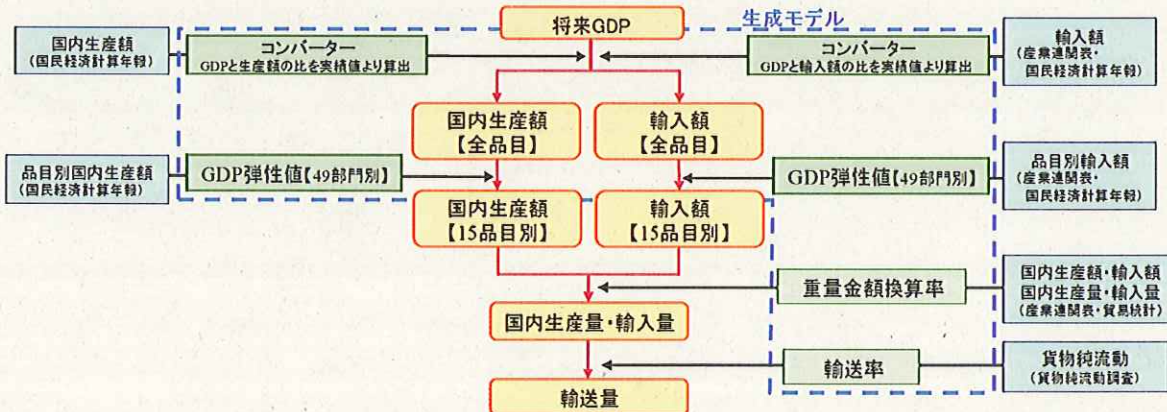 生成モデル
将来GDP
国内生産額
(国民経済計算年報)
コンバーター
GDPと生産額の比を実績値より算出
コンバーター
GDPと輸入額の比を実績値より算出
輸入額
(産業連関表・
国民経済計算年報)
国内生産額
【全品目】
輸入額
【全品目】
品目別国内生産額
(国民経済計算年報)
GDP弾性値【49部門別】
GDP弾性値【49部門別】
品目別輸入額
(産業連関表・
国民経済計算年報)
国内生産額
【15品目別】
輸入額
【15品目別】
重量金額換算率
国内生産額・輸入額
国内生産量・輸入量
(産業連関表・貿易統計)
国内生産量・輸入量
輸送率
貨物純流動
(貨物純流動調査)
輸送量